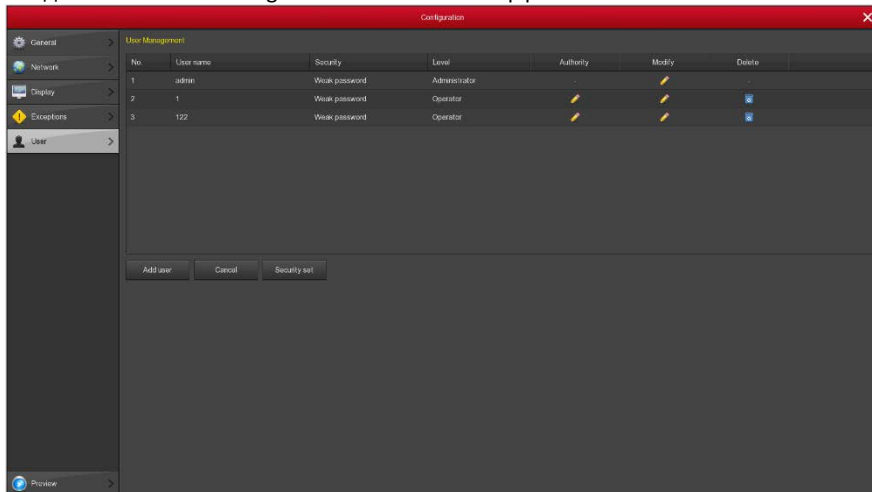 Configuration
General
Network
Display
Exceptions
User
Preview
User Management
No. User name Security Level Authority Modify Delete
1 admin Weak password Administrator - -
2 1 Weak password Operator
3 122 Weak password Operator
Add user Cancel Security set